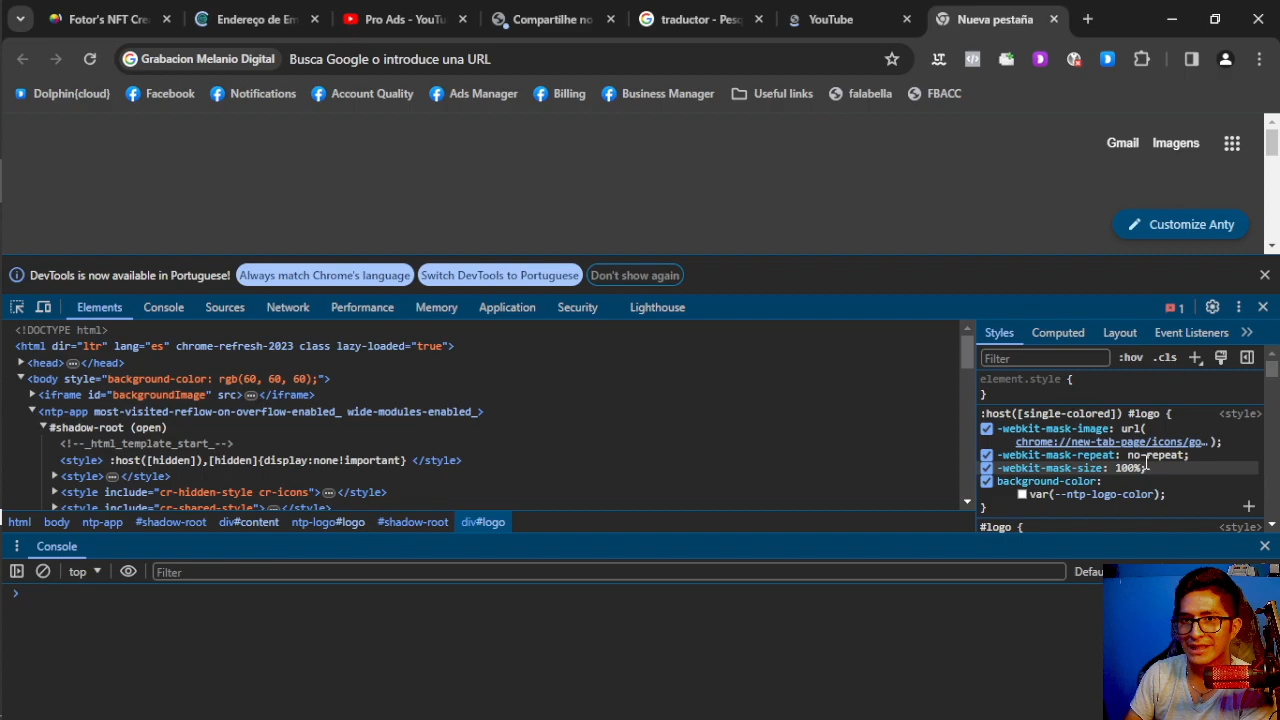 Fotor's NFT Cre
Endereço de Em
Pro Ads - YouTu
Compartilhe no
traductor - Pesq
YouTube
Nueva pestaña
Grabacion Melanio Digital
Busca Google o introduce una URL
Dolphin{cloud}
Facebook
Notifications
Account Quality
Ads Manager
Billing
Business Manager
Useful links
falabella
FBACC
Gmail
Imagens
Customize Anty
DevTools is now available in Portuguese!
Always match Chrome's language
Switch DevTools to Portuguese
Don't show again
Elements
Console
Sources
Network
Performance
Memory
Application
Security
Lighthouse
1
<!DOCTYPE html>
<html dir="ltr" lang="es" chrome-refresh-2023 class lazy-loaded="true">
<head> … </head>
<body style="background-color: rgb(60, 60, 60);">
<iframe id="backgroundImage" src> … </iframe>
<ntp-app most-visited-reflow-on-overflow-enabled_ wide-modules-enabled_>
#shadow-root (open)
<!--_html_template_start_-->
<style> :host([hidden]),[hidden]{display:none!important} </style>
<style> … </style>
<style include="cr-hidden-style cr-icons"> … </style>
<style include="cr-shared-style"> … </style>
html
body
ntp-app
#shadow-root
div#content
ntp-logo#logo
#shadow-root
div#logo
Styles
Computed
Layout
Event Listeners
Filter
:hov
.cls
element.style {
}
:host([single-colored]) #logo { <style>
-webkit-mask-image: url(
chrome://new-tab-page/icons/go… );
-webkit-mask-repeat: no-repeat;
-webkit-mask-size: 100%;
background-color:
var(--ntp-logo-color);
}
#logo { <style>
Console
top
Filter
Defau